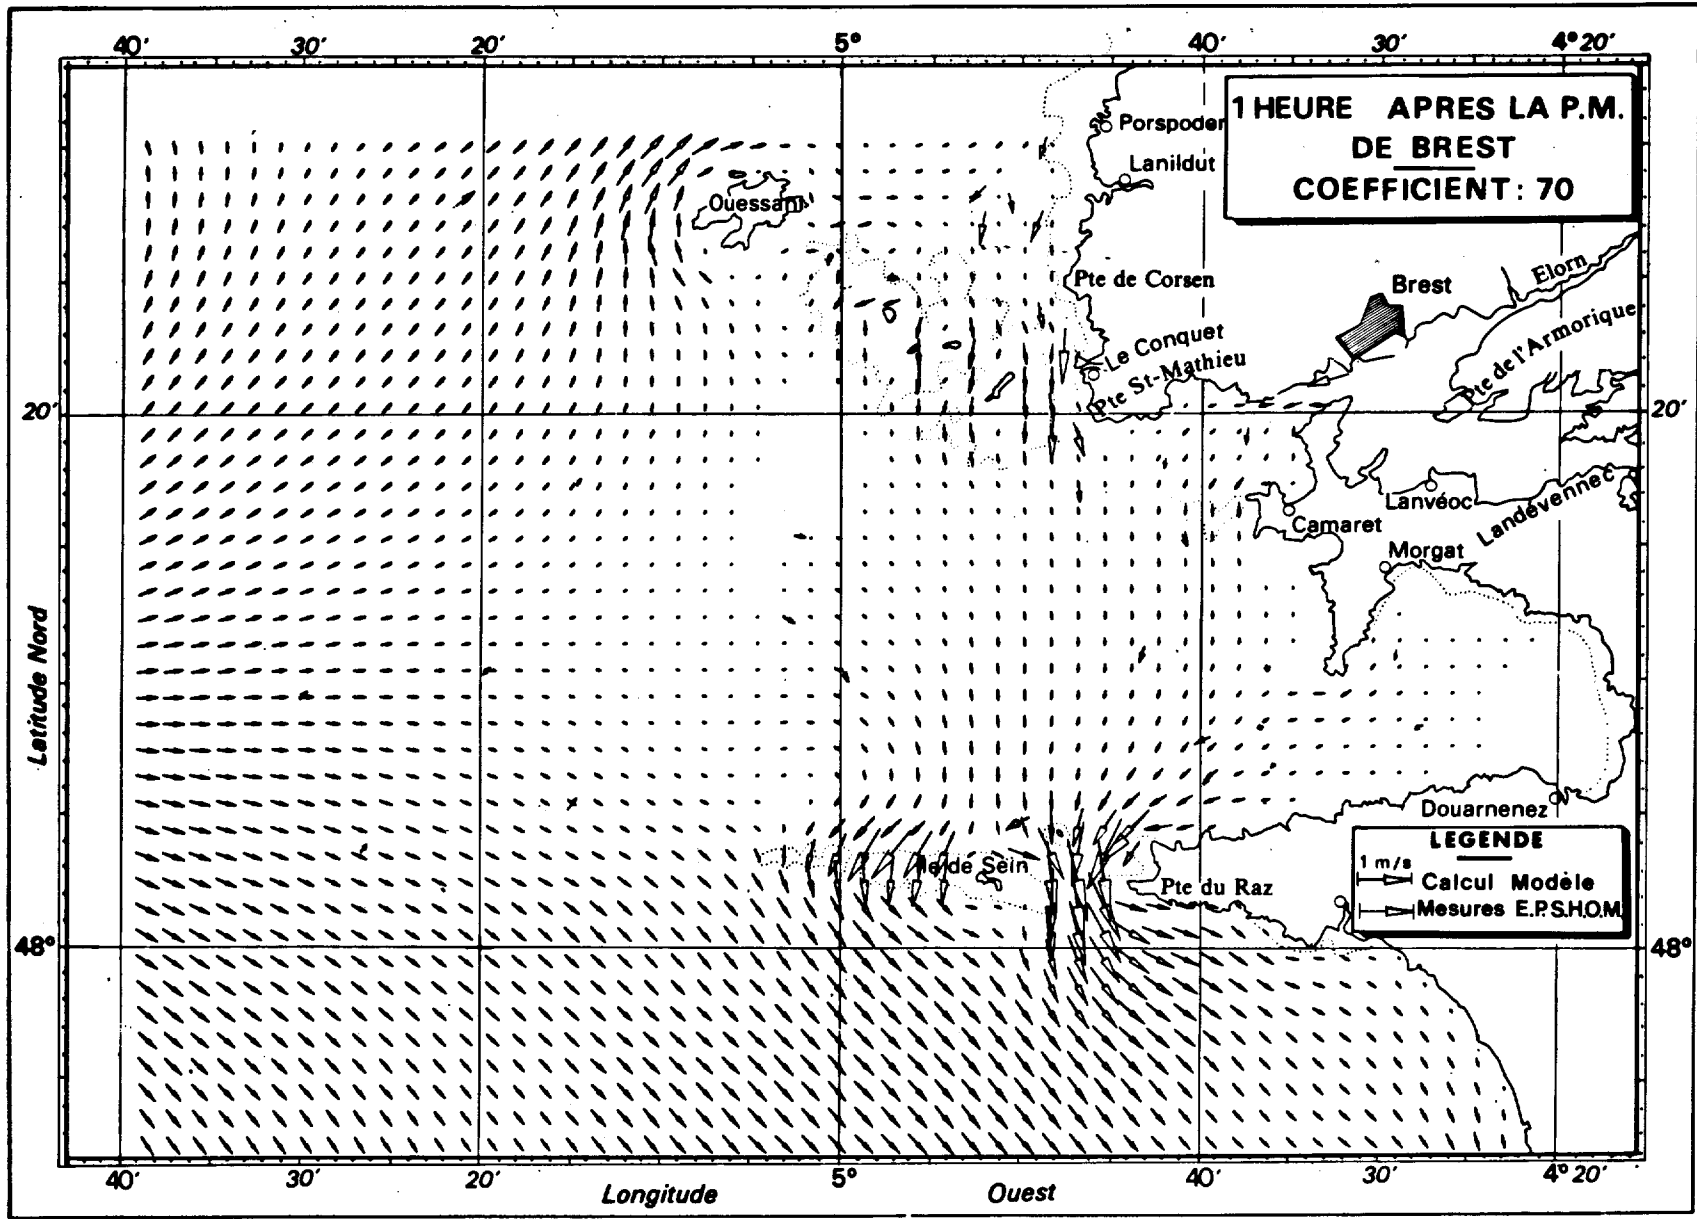 40' 30' 20' 5° 40' 30' 4° 20'
1 HEURE APRES LA P.M.
DE BREST
COEFFICIENT : 70
Porspoder
Lanildut
Ouessant
Pte de Corsen
Brest
Elorn
Le Conquet
Pte St-Mathieu
Pte de l'Armorique
20' 20'
Lanvéoc
Landévennec
Camaret
Morgat
Latitude Nord
Douarnenez
Ile de Sein
Pte du Raz
LEGENDE
1 m/s
Calcul Modèle
Mesures E.P.S.H.O.M.
48° 48°
40' 30' 20' 5° 40' 30' 4° 20'
Longitude Ouest